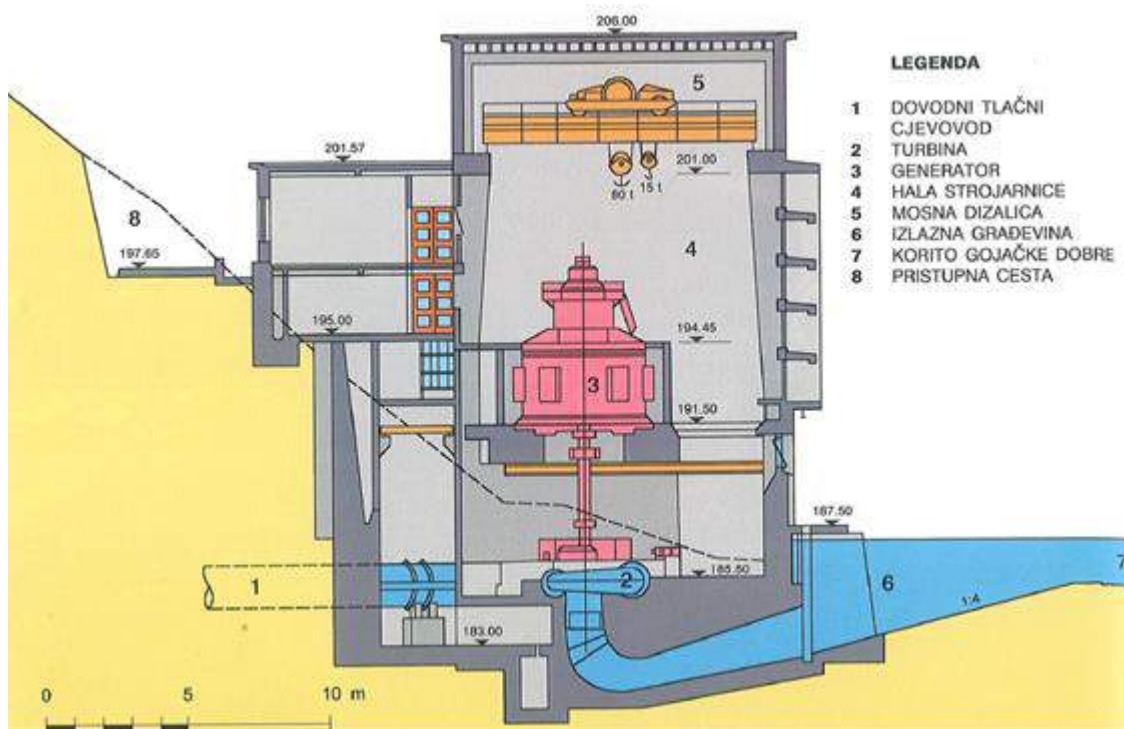 206.00
5
201.57
201.00
80 t
15 t
8
4
197.65
195.00
194.45
3
191.50
187.50
1
2
185.50
6
7
1:4
183.00
0 5 10 m
LEGENDA
1 DOVODNI TLAČNI
CJEVOVOD
2 TURBINA
3 GENERATOR
4 HALA STROJARNICE
5 MOSNA DIZALICA
6 IZLAZNA GRAĐEVINA
7 KORITO GOJAČKE DOBRE
8 PRISTUPNA CESTA